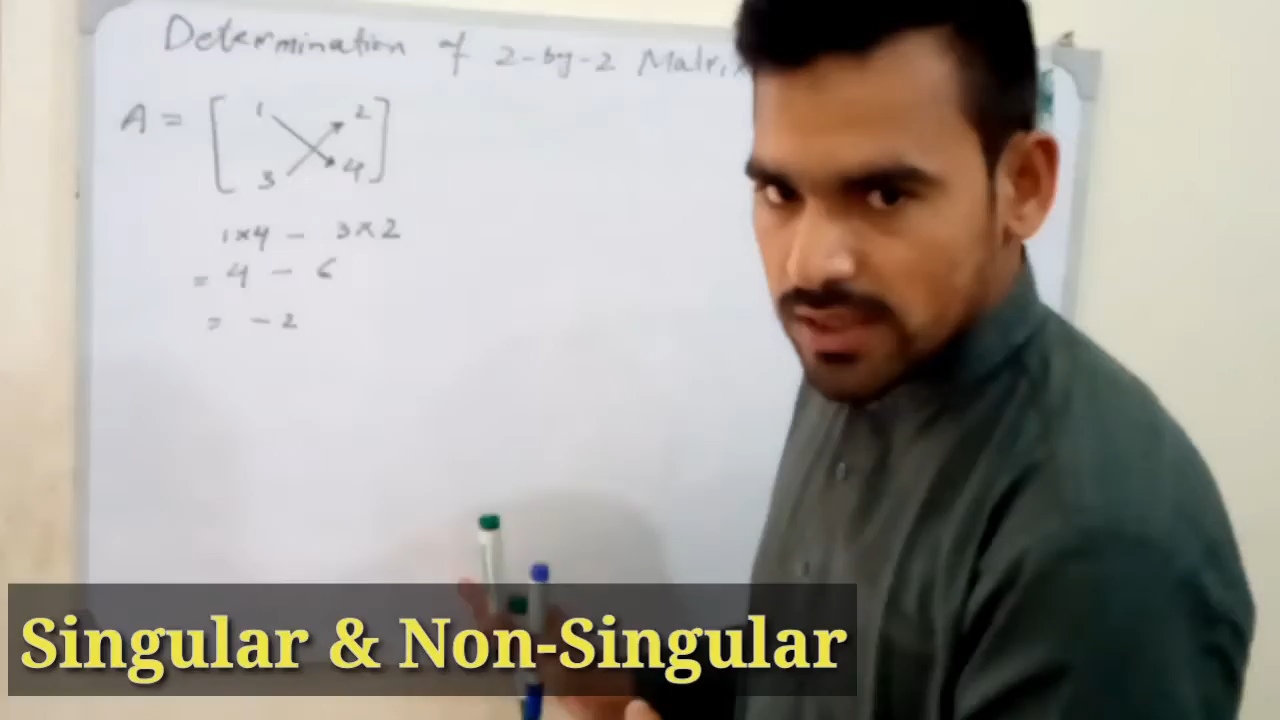 Determination of 2-by-2 Matrix
A = [ 1 2
3 4 ]
1×4 - 3×2
= 4 - 6
= -2
Singular & Non-Singular